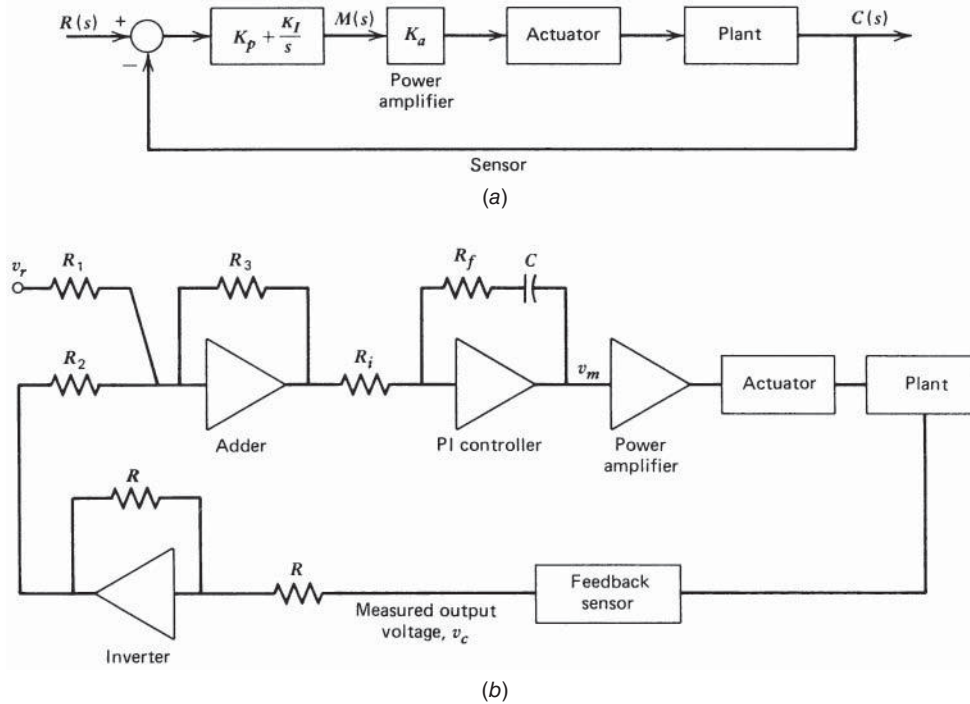 R(s) + K_p + K_I/s M(s) K_a Actuator Plant C(s)
−
Power
amplifier
Sensor
(a)
v_r R_1 R_3 R_f C
R_2 R_i v_m Actuator Plant
Adder PI controller Power
amplifier
R
R Feedback
sensor
Measured output
voltage, v_c
Inverter
(b)